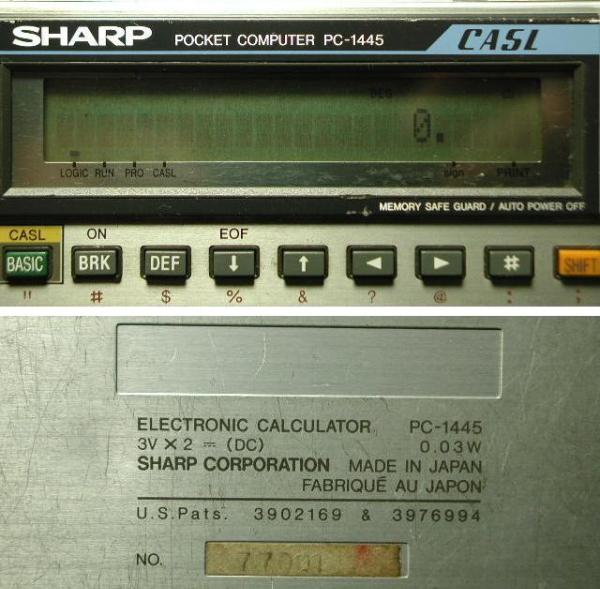 SHARP POCKET COMPUTER PC-1445 CASL
DEG
0.
LOGIC RUN PRO CASL sign PRINT
MEMORY SAFE GUARD / AUTO POWER OFF
CASL ON EOF
BASIC BRK DEF ↓ ↑ ◀ ▶ # SHIFT
" # $ % & ? @ : ;
ELECTRONIC CALCULATOR PC-1445
3V × 2 ⎓ (DC) 0.03W
SHARP CORPORATION MADE IN JAPAN
FABRIQUÉ AU JAPON
U.S.Pats. 3902169 & 3976994
NO.